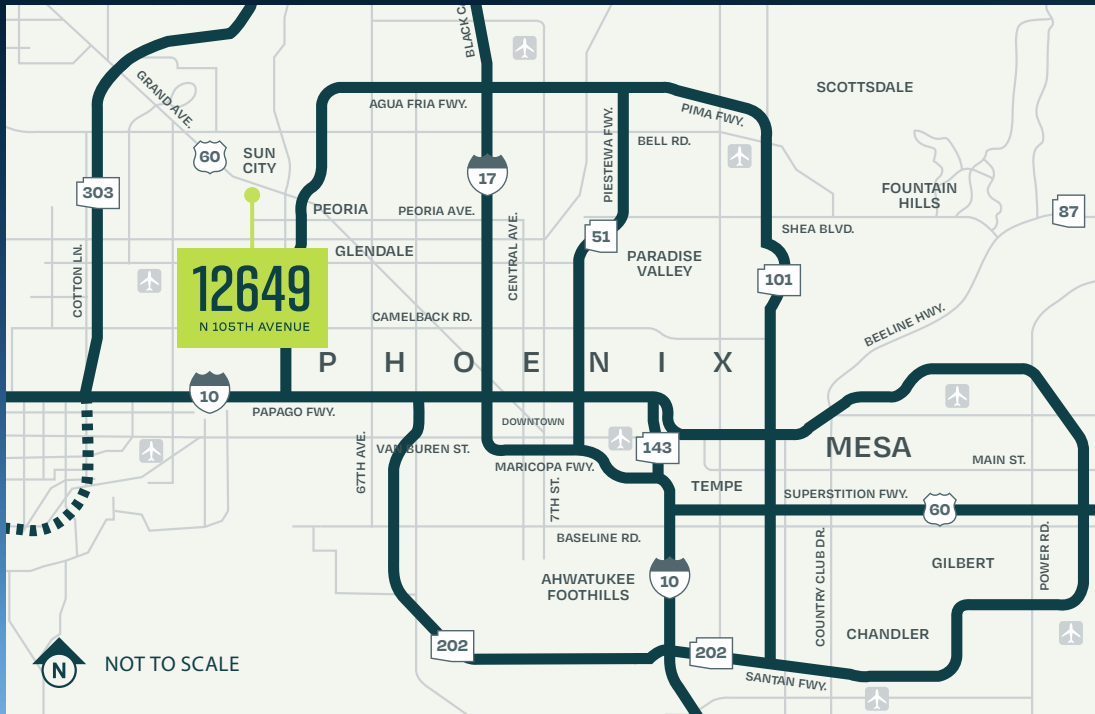 BLACK C
GRAND AVE.
AGUA FRIA FWY.
PIMA FWY.
SCOTTSDALE
PIESTEWA FWY.
BELL RD.
60
SUN
CITY
17
303
FOUNTAIN
HILLS
87
PEORIA
PEORIA AVE.
CENTRAL AVE.
51
SHEA BLVD.
COTTON LN.
GLENDALE
PARADISE
VALLEY
101
12649
N 105TH AVENUE
CAMELBACK RD.
BEELINE HWY.
PHOENIX
10
PAPAGO FWY.
DOWNTOWN
67TH AVE.
VAN BUREN ST.
143
MESA
MARICOPA FWY.
MAIN ST.
7TH ST.
TEMPE
SUPERSTITION FWY.
60
BASELINE RD.
COUNTRY CLUB DR.
POWER RD.
AHWATUKEE
FOOTHILLS
10
GILBERT
CHANDLER
202
202
SANTAN FWY.
N
NOT TO SCALE